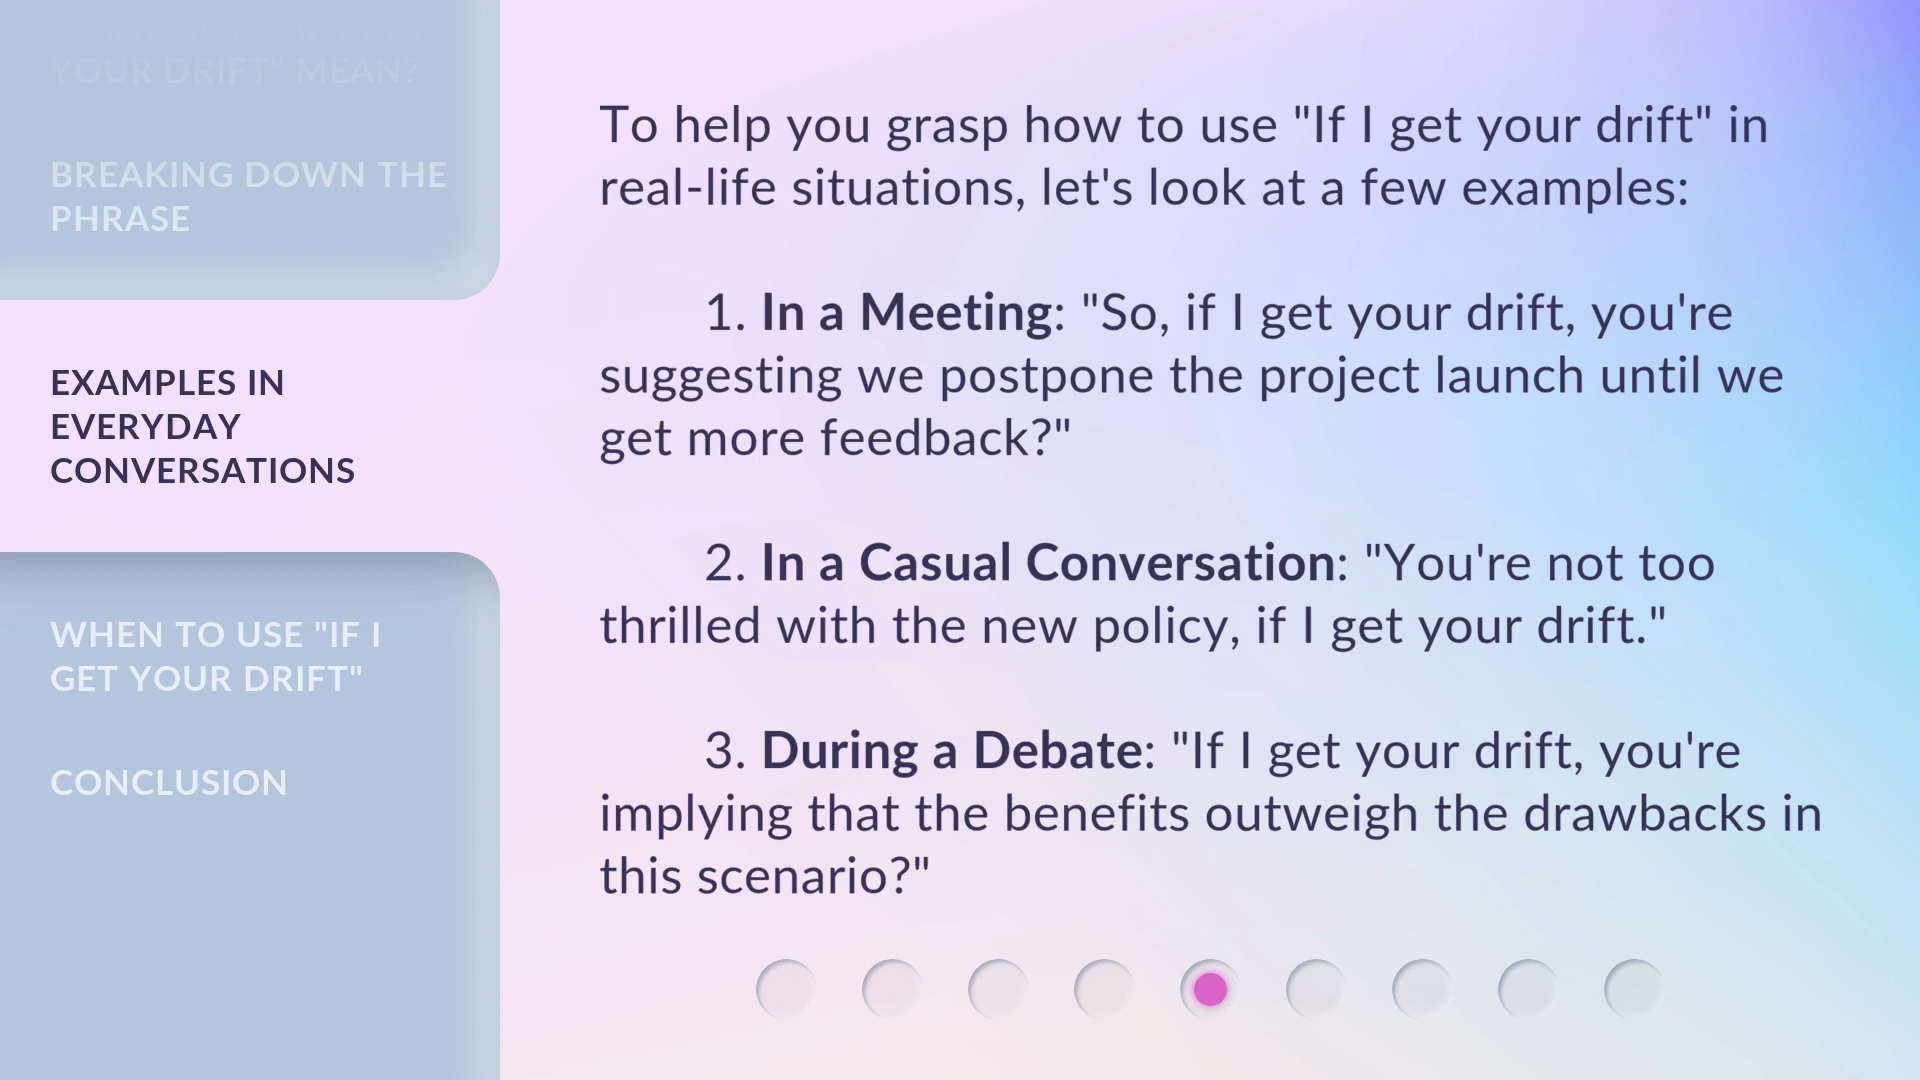 YOUR DRIFT" MEAN?
BREAKING DOWN THE
PHRASE
EXAMPLES IN
EVERYDAY
CONVERSATIONS
WHEN TO USE "IF I
GET YOUR DRIFT"
CONCLUSION
To help you grasp how to use "If I get your drift" in
real-life situations, let's look at a few examples:
1. In a Meeting: "So, if I get your drift, you're
suggesting we postpone the project launch until we
get more feedback?"
2. In a Casual Conversation: "You're not too
thrilled with the new policy, if I get your drift."
3. During a Debate: "If I get your drift, you're
implying that the benefits outweigh the drawbacks in
this scenario?"